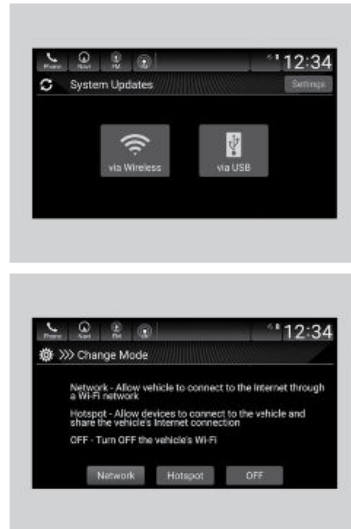 Phone Navi FM
12:34
System Updates Settings
via Wireless via USB
Phone Navi FM
12:34
Change Mode
Network - Allow vehicle to connect to the Internet through
a Wi-Fi network
Hotspot - Allow devices to connect to the vehicle and
share the vehicle's Internet connection
OFF - Turn OFF the vehicle's Wi-Fi
Network Hotspot OFF